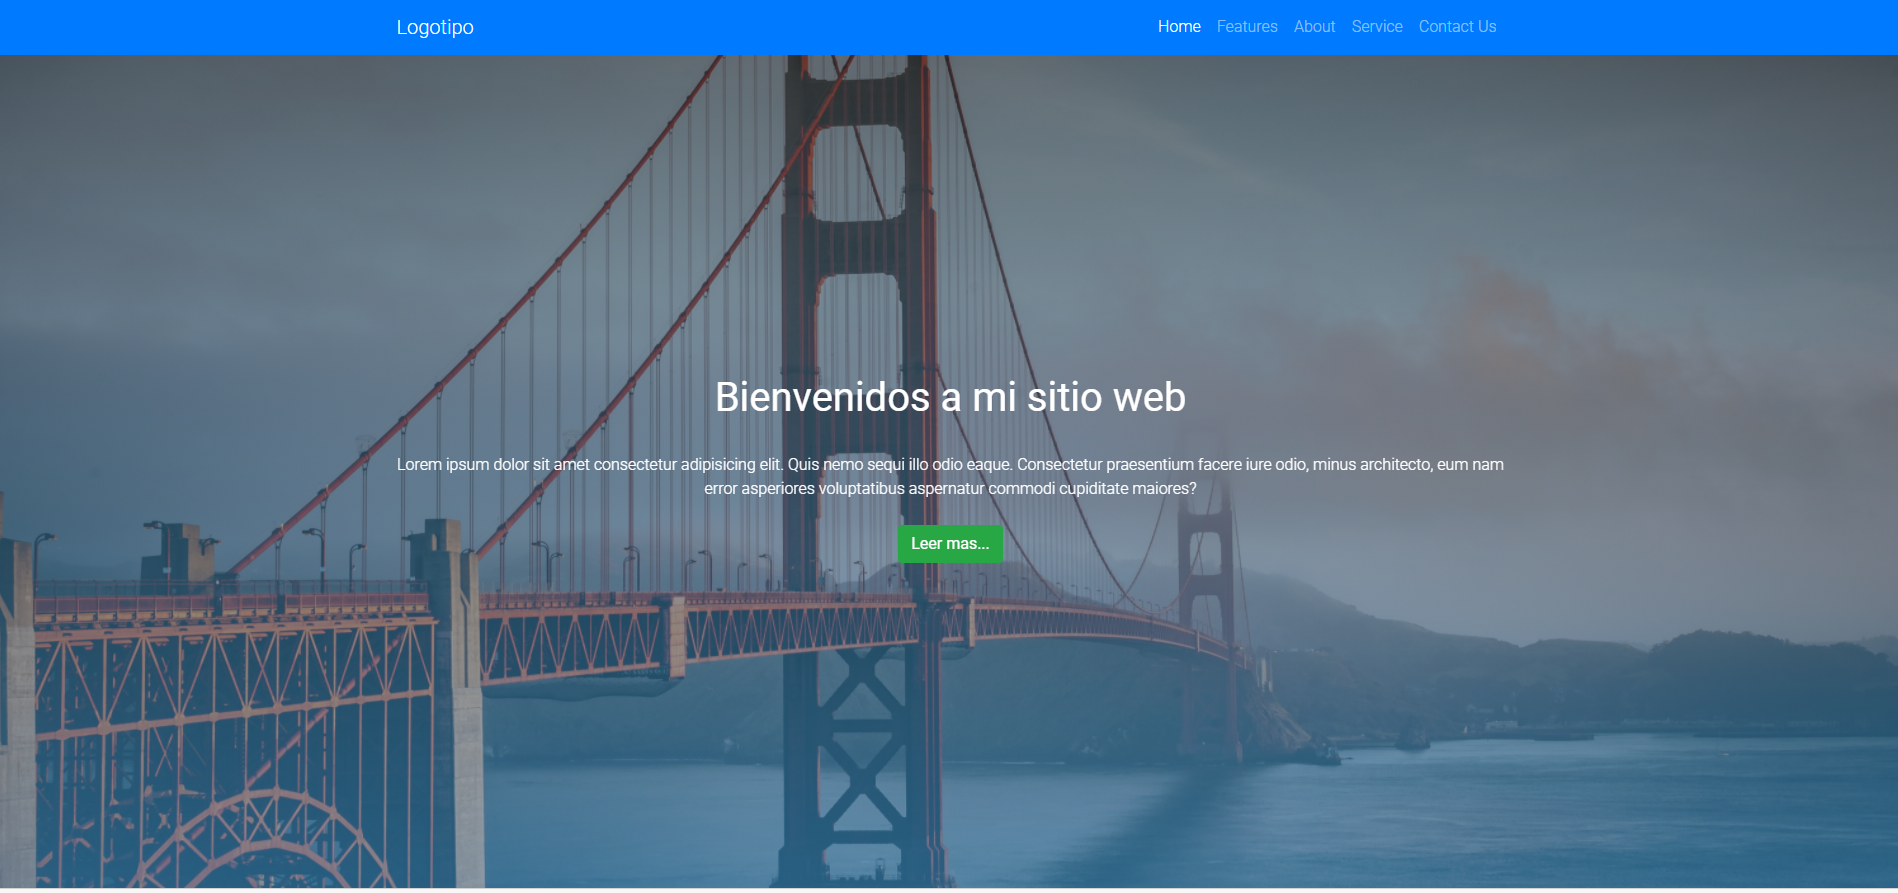 Logotipo
Home Features About Service Contact Us
Bienvenidos a mi sitio web
Lorem ipsum dolor sit amet consectetur adipisicing elit. Quis nemo sequi illo odio eaque. Consectetur praesentium facere iure odio, minus architecto, eum nam
error asperiores voluptatibus aspernatur commodi cupiditate maiores?
Leer mas...